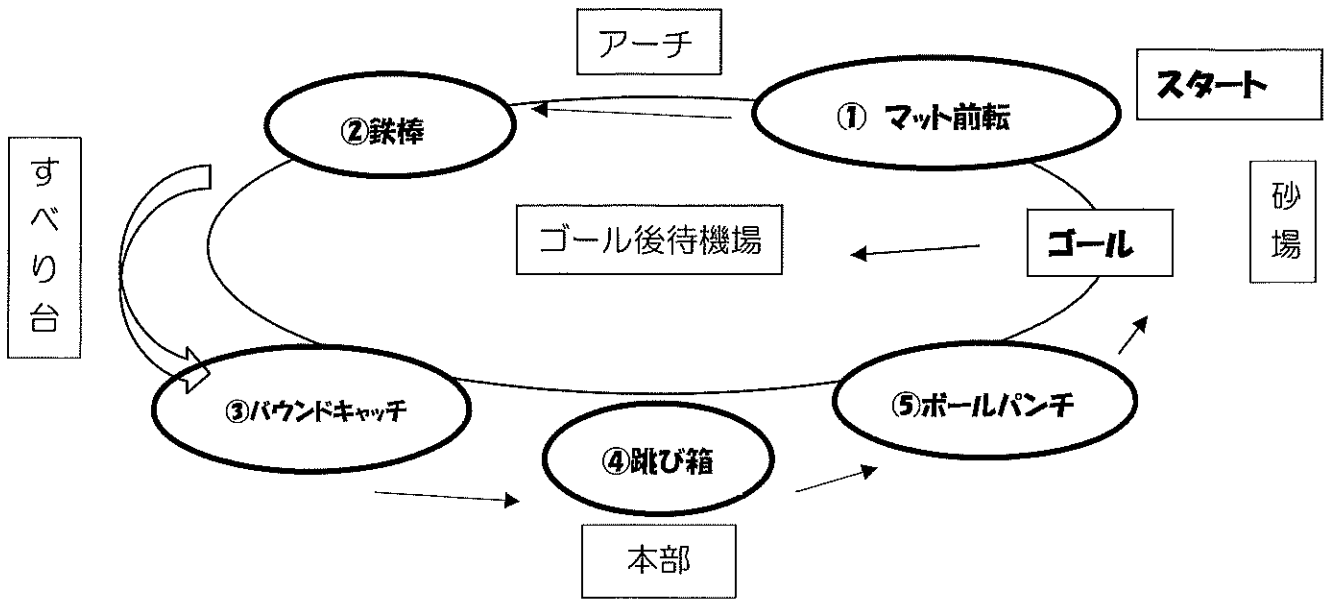 アーチ
スタート
① マット前転
②鉄棒
すべり台
砂場
ゴール後待機場
ゴール
③バウンドキャッチ
④跳び箱
⑤ボールパンチ
本部